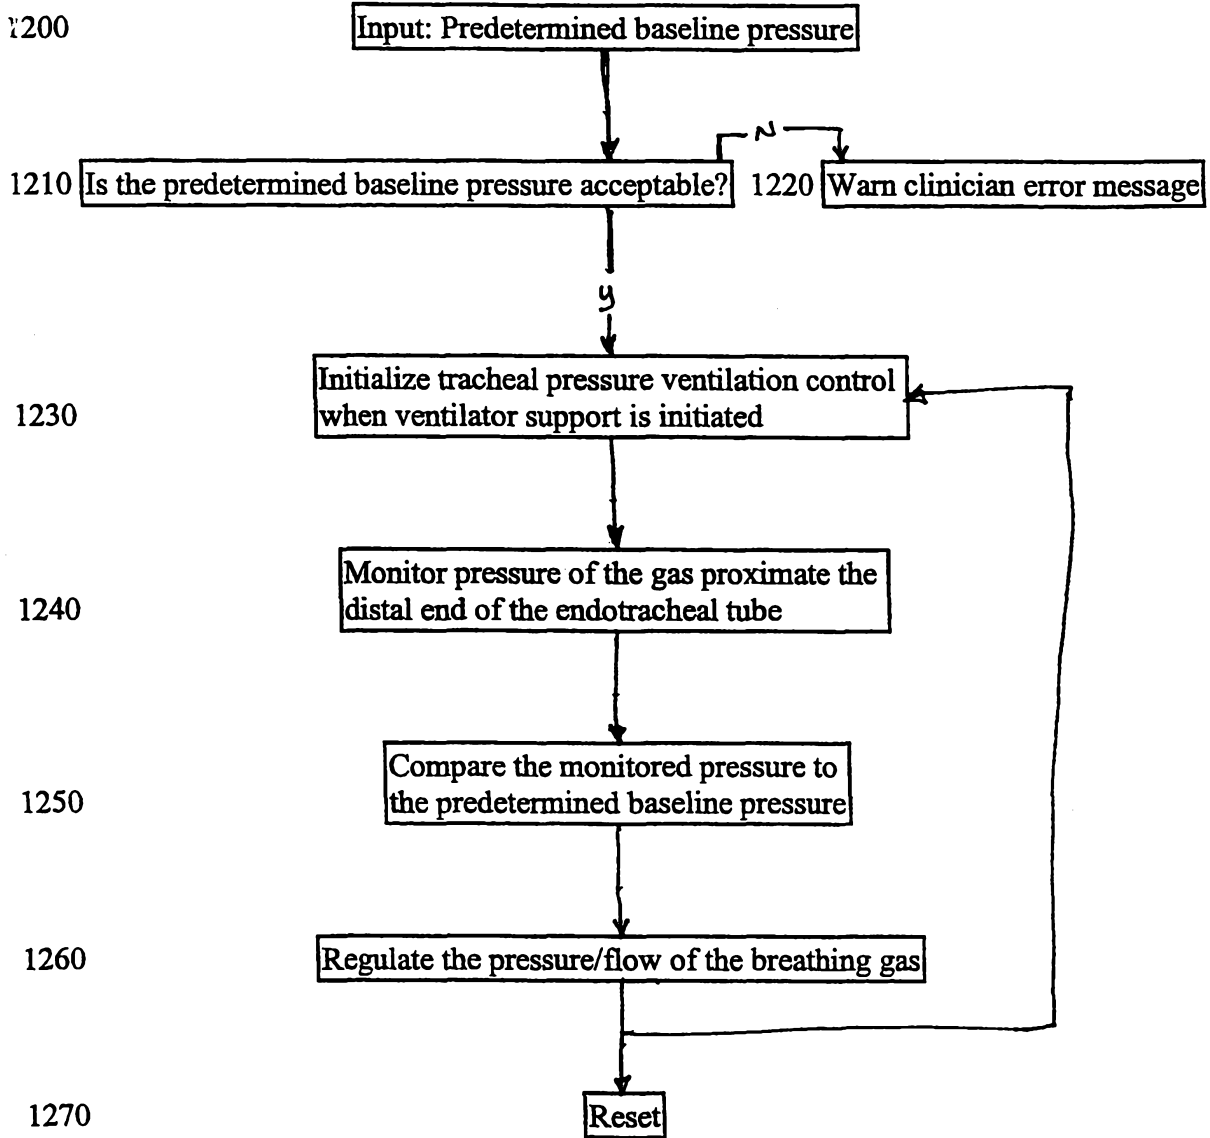 1200 Input: Predetermined baseline pressure
N
1210 Is the predetermined baseline pressure acceptable? 1220 Warn clinician error message
y
Initialize tracheal pressure ventilation control
1230 when ventilator support is initiated
Monitor pressure of the gas proximate the
1240 distal end of the endotracheal tube
Compare the monitored pressure to
1250 the predetermined baseline pressure
1260 Regulate the pressure/flow of the breathing gas
1270 Reset